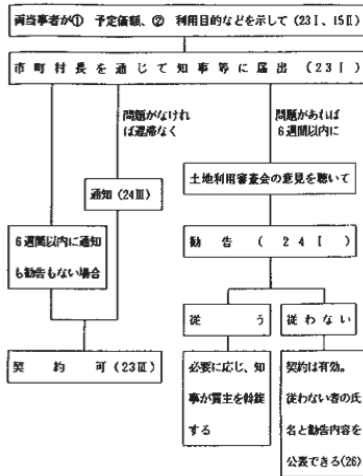 両当事者が① 予定価額、② 利用目的などを示して (23Ⅰ、15Ⅱ)
市町村長を通じて知事等に届出 (23Ⅰ)
問題がなけれ
ば遅滞なく
問題があれば
6週間以内に
通知(24Ⅲ)
土地利用審査会の意見を聴いて
6週間以内に通知
も勧告もない場合
勧告 (24Ⅰ)
従う
従わない
契約可(23Ⅲ)
必要に応じ、知
事が買主を斡旋
する
契約は有効。
従わない者の氏
名と勧告内容を
公表できる(26)